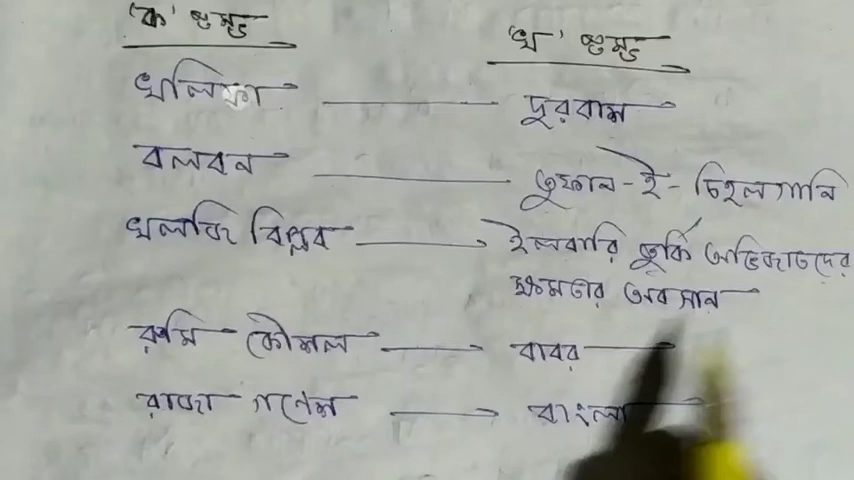 'ক' স্তম্ভ 'খ' স্তম্ভ
খলিফা — দুরবাশ
বলবন — তুর্কান-ই-চিহলগানি
খলজি বিপ্লব — ইলবারি তুর্কি অভিজাতদের
ক্ষমতার অবসান
রুমি কৌশল — বাবর
রাজা গণেশ — বাংলা